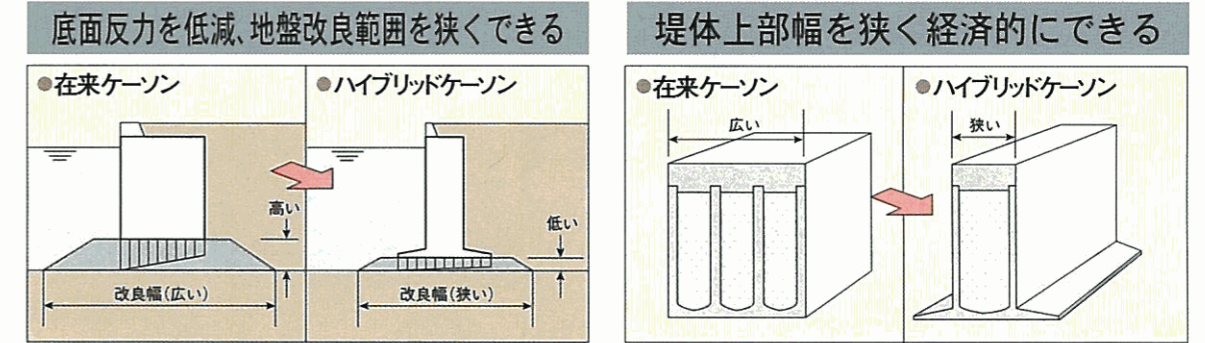 底面反力を低減、地盤改良範囲を狭くできる
●在来ケーソン
●ハイブリッドケーソン
高い
低い
改良幅(広い)
改良幅(狭い)
堤体上部幅を狭く経済的にできる
●在来ケーソン
●ハイブリッドケーソン
広い
狭い